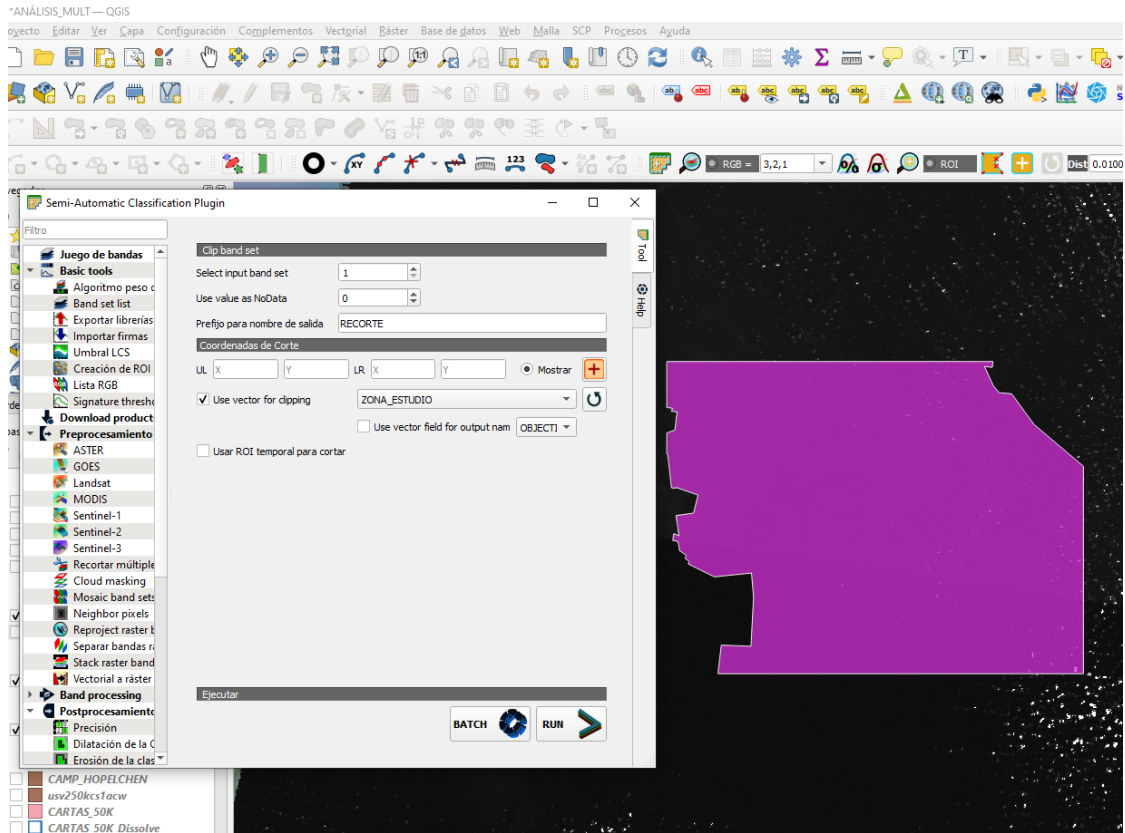 *ANÁLISIS_MULT — QGIS
oyecto Editar Ver Capa Configuración Complementos Vectorial Ráster Base de datos Web Malla SCP Procesos Ayuda
RGB = 3,2,1 ROI Dist 0.0100
Semi-Automatic Classification Plugin
Filtro
Juego de bandas
Basic tools
Algoritmo peso d
Band set list
Exportar librerías
Importar firmas
Umbral LCS
Creación de ROI
Lista RGB
Signature thresho
Download product
Preprocesamiento
ASTER
GOES
Landsat
MODIS
Sentinel-1
Sentinel-2
Sentinel-3
Recortar múltiple
Cloud masking
Mosaic band sets
Neighbor pixels
Reproject raster b
Separar bandas ra
Stack raster band
Vectorial a ráster
Band processing
Postprocesamiento
Precisión
Dilatación de la C
Erosión de la clas
Clip band set
Select input band set 1
Use value as NoData 0
Prefijo para nombre de salida RECORTE
Coordenadas de Corte
UL X Y LR X Y Mostrar
Use vector for clipping ZONA_ESTUDIO
Use vector field for output nam OBJECTI
Usar ROI temporal para cortar
Ejecutar
BATCH RUN
Tool
Help
CAMP_HOPELCHEN
usv250kcs1acw
CARTAS_50K
CARTAS 50K Dissolve